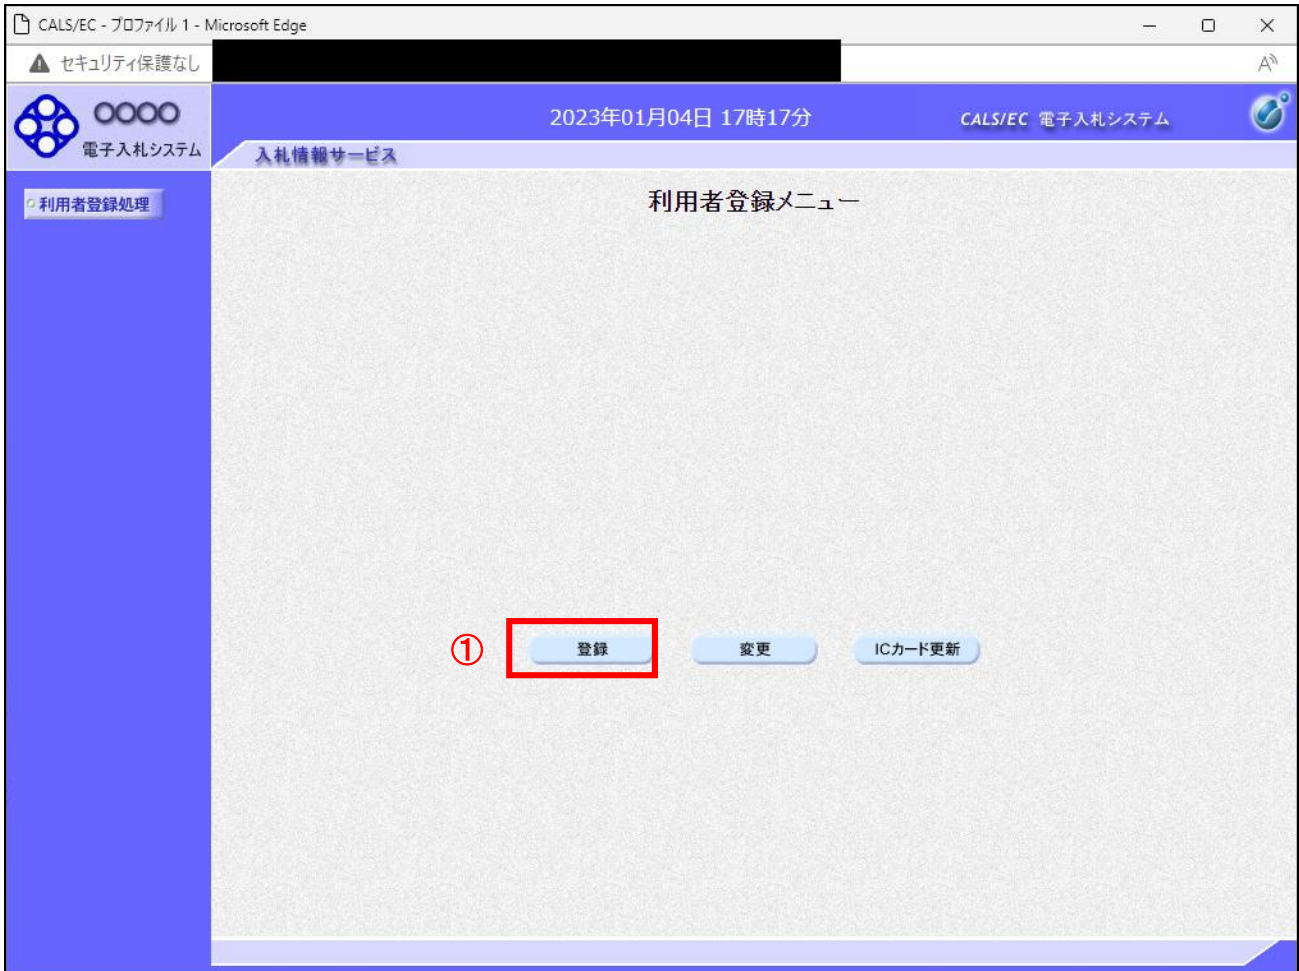 CALS/EC - プロファイル 1 - Microsoft Edge
セキュリティ保護なし
○○○○
電子入札システム
2023年01月04日 17時17分
CALS/EC 電子入札システム
入札情報サービス
利用者登録処理
利用者登録メニュー
① 登録 変更 ICカード更新